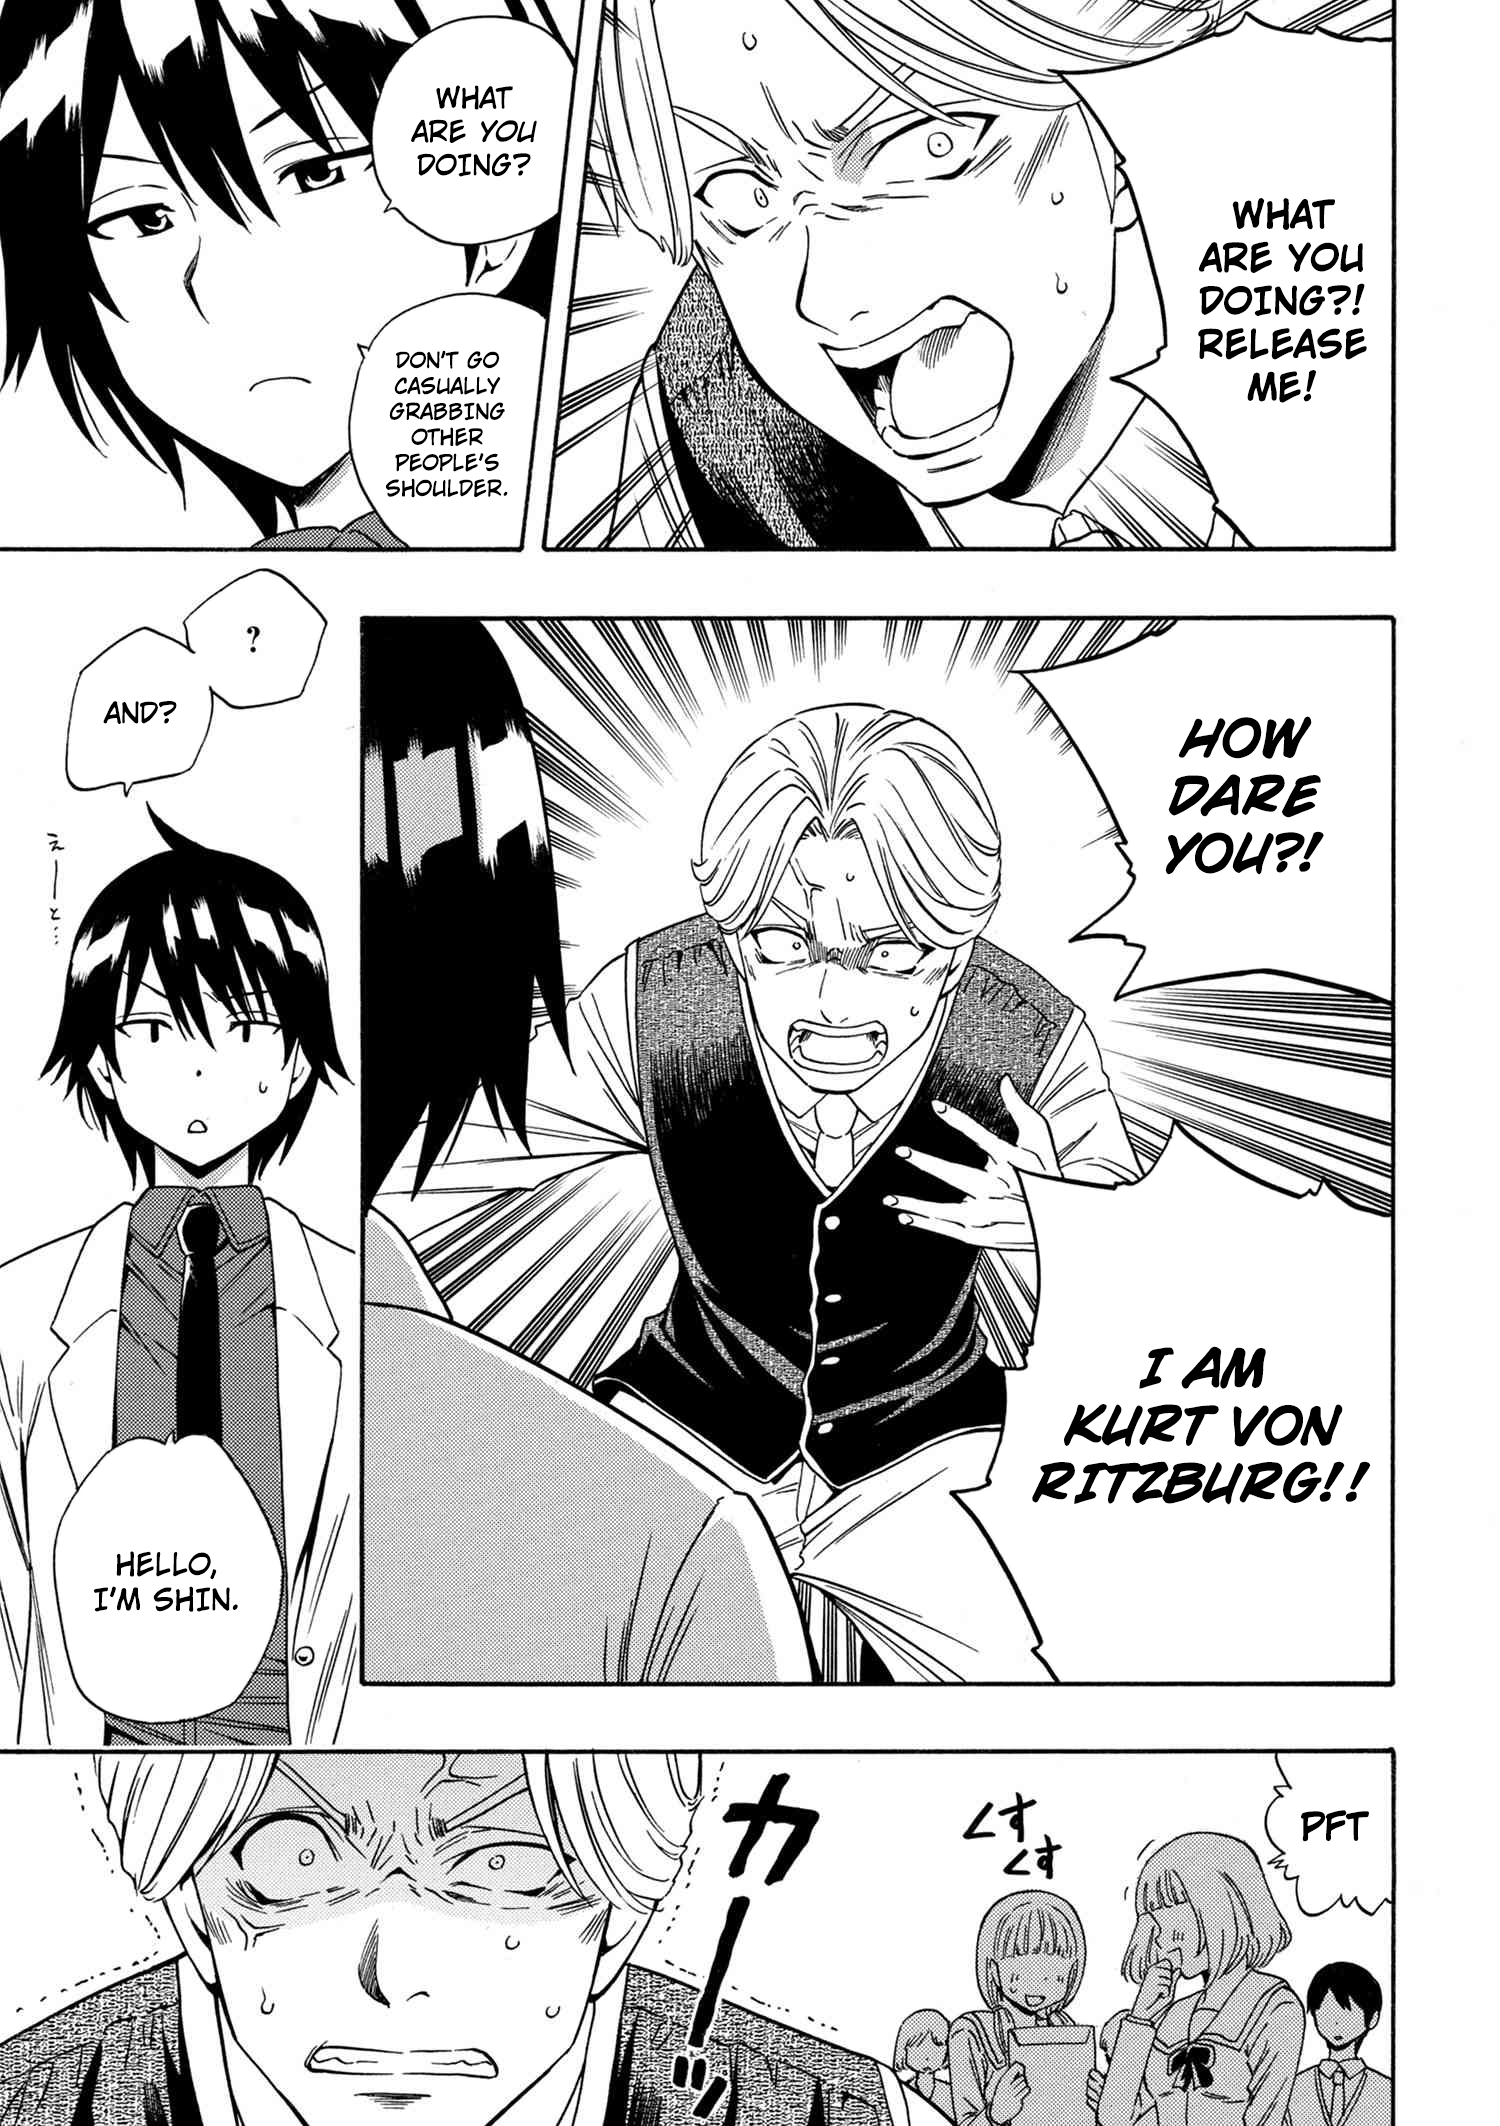 WHAT
ARE YOU
DOING?!
RELEASE
ME!
WHAT
ARE YOU
DOING?
DON'T GO
CASUALLY
GRABBING
OTHER
PEOPLE'S
SHOULDER.
HOW
DARE
YOU?!
I AM
KURT VON
RITZBURG!!
?
AND?
えーと…
HELLO,
I'M SHIN.
PFT
くす
くす
カーッ